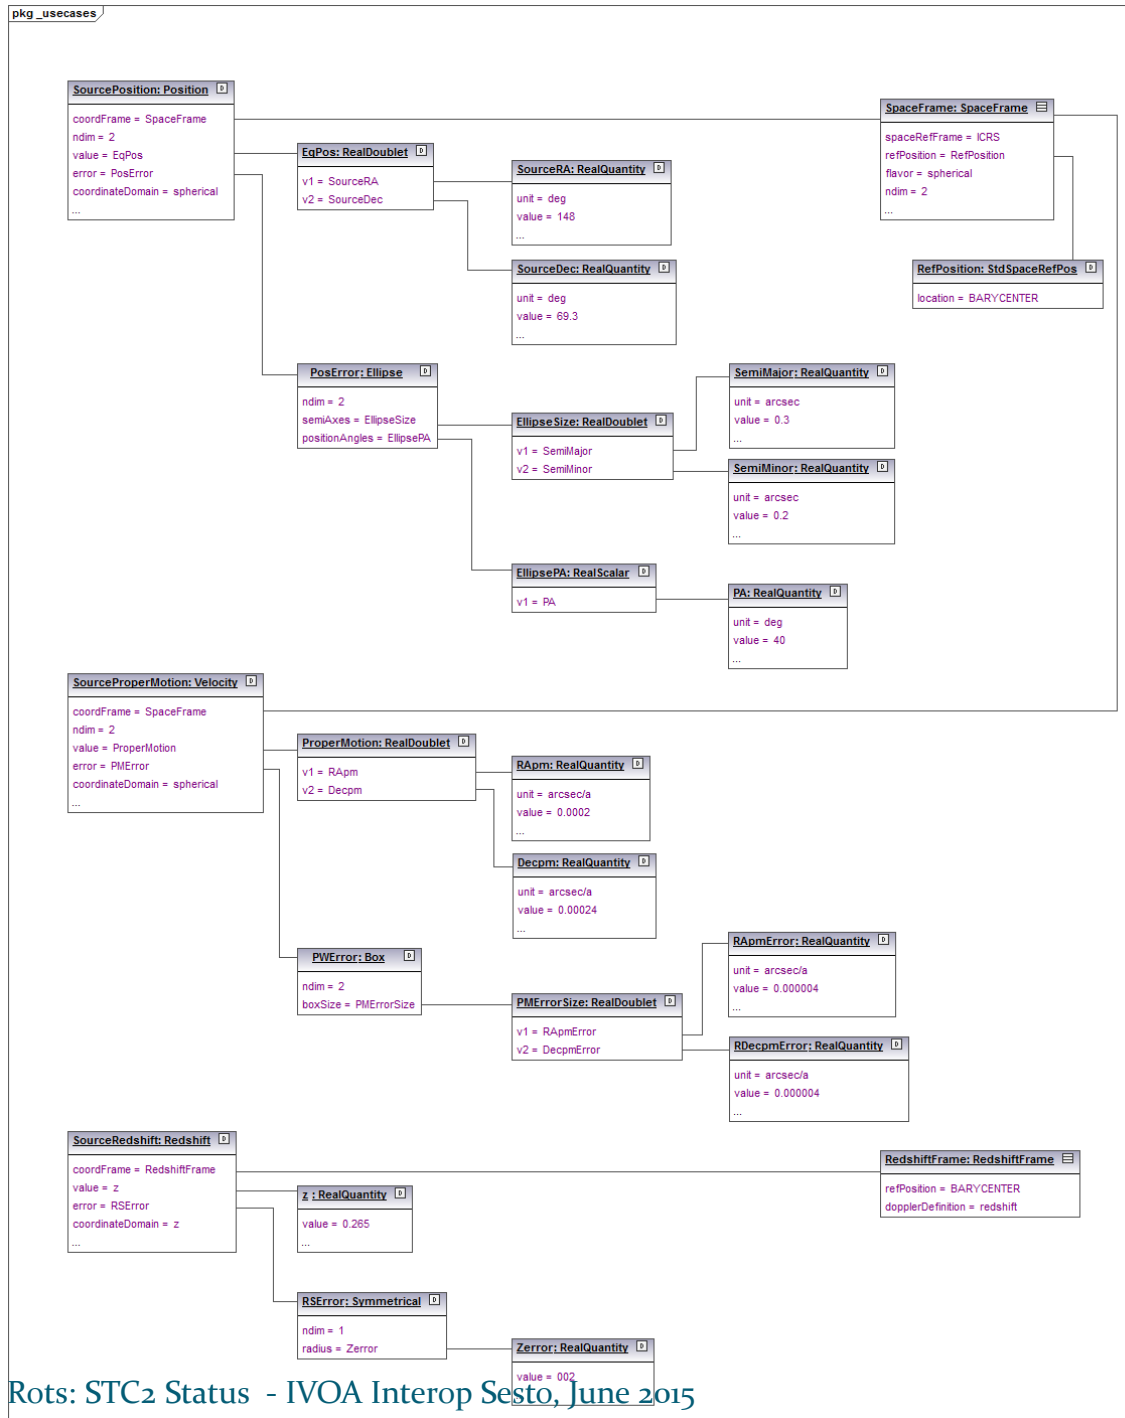 pkg _usecases
SourcePosition: Position
coordFrame = SpaceFrame
ndim = 2
value = EqPos
error = PosError
coordinateDomain = spherical
...
SpaceFrame: SpaceFrame
spaceRefFrame = ICRS
refPosition = RefPosition
flavor = spherical
ndim = 2
...
EqPos: RealDoublet
v1 = SourceRA
v2 = SourceDec
SourceRA: RealQuantity
unit = deg
value = 148
...
SourceDec: RealQuantity
unit = deg
value = 69.3
...
RefPosition: StdSpaceRefPos
location = BARYCENTER
PosError: Ellipse
ndim = 2
semiAxes = EllipseSize
positionAngles = EllipsePA
EllipseSize: RealDoublet
v1 = SemiMajor
v2 = SemiMinor
SemiMajor: RealQuantity
unit = arcsec
value = 0.3
...
SemiMinor: RealQuantity
unit = arcsec
value = 0.2
...
EllipsePA: RealScalar
v1 = PA
PA: RealQuantity
unit = deg
value = 40
...
SourceProperMotion: Velocity
coordFrame = SpaceFrame
ndim = 2
value = ProperMotion
error = PMError
coordinateDomain = spherical
...
ProperMotion: RealDoublet
v1 = RApm
v2 = Decpm
RApm: RealQuantity
unit = arcsec/a
value = 0.0002
...
Decpm: RealQuantity
unit = arcsec/a
value = 0.00024
...
PWError: Box
ndim = 2
boxSize = PMErrorSize
PMErrorSize: RealDoublet
v1 = RApmError
v2 = DecpmError
RApmError: RealQuantity
unit = arcsec/a
value = 0.000004
...
RDecpmError: RealQuantity
unit = arcsec/a
value = 0.000004
...
SourceRedshift: Redshift
coordFrame = RedshiftFrame
value = z
error = RSError
coordinateDomain = z
...
RedshiftFrame: RedshiftFrame
refPosition = BARYCENTER
dopplerDefinition = redshift
z : RealQuantity
value = 0.265
...
RSError: Symmetrical
ndim = 1
radius = Zerror
Zerror: RealQuantity
value = 002
Rots: STC2 Status - IVOA Interop Sesto, June 2015